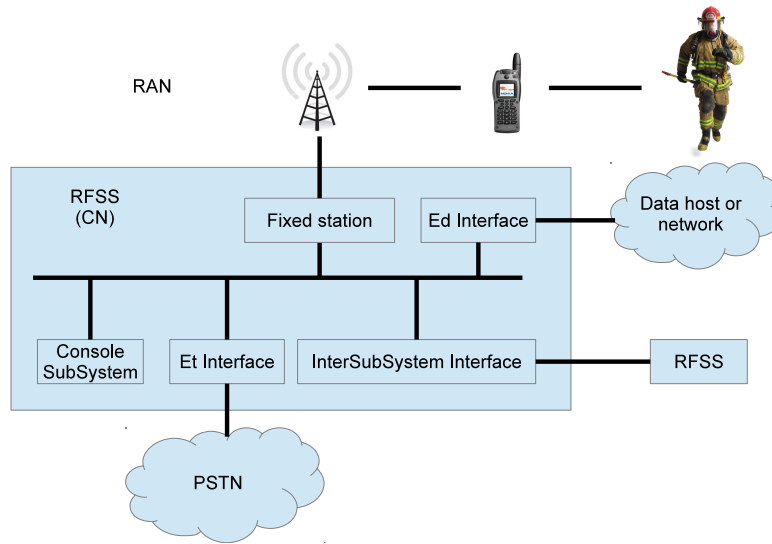 RAN
RFSS
(CN)
Fixed station
Ed Interface
Data host or
network
Console
SubSystem
Et Interface
InterSubSystem Interface
RFSS
PSTN